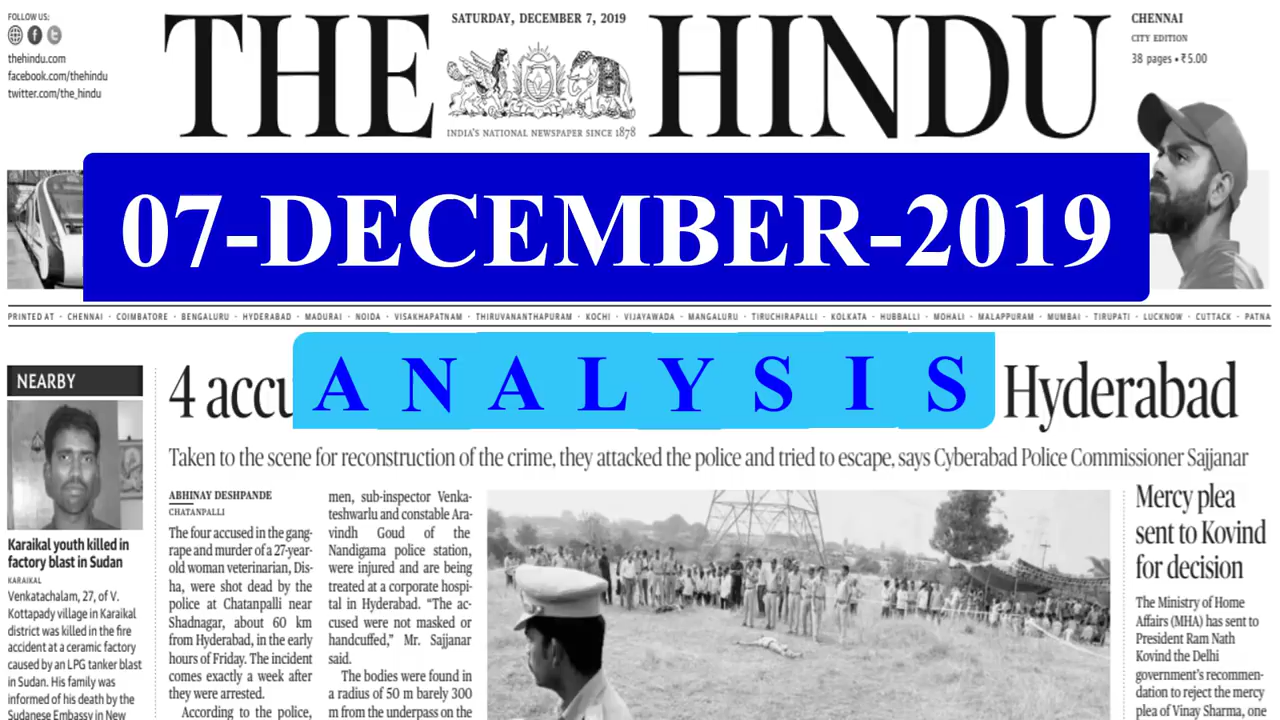 FOLLOW US:
thehindu.com
facebook.com/thehindu
twitter.com/the_hindu
SATURDAY, DECEMBER 7, 2019
THE HINDU
INDIA'S NATIONAL NEWSPAPER SINCE 1878
CHENNAI
CITY EDITION
38 pages • ₹5.00
07-DECEMBER-2019
PRINTED AT • CHENNAI • COIMBATORE • BENGALURU • HYDERABAD • MADURAI • NOIDA • VISAKHAPATNAM • THIRUVANANTHAPURAM • KOCHI • VIJAYAWADA • MANGALURU • TIRUCHIRAPALLI • KOLKATA • HUBBALLI • MOHALI • MALAPPURAM • MUMBAI • TIRUPATI • LUCKNOW • CUTTACK • PATNA
ANALYSIS
4 accu Hyderabad
Taken to the scene for reconstruction of the crime, they attacked the police and tried to escape, says Cyberabad Police Commissioner Sajjanar
NEARBY
Karaikal youth killed in
factory blast in Sudan
KARAIKAL
Venkatachalam, 27, of V.
Kottapady village in Karaikal
district was killed in the fire
accident at a ceramic factory
caused by an LPG tanker blast
in Sudan. His family was
informed of his death by the
Sudanese Embassy in New
ABHINAY DESHPANDE
CHATANPALLI
The four accused in the gang-
rape and murder of a 27-year-
old woman veterinarian, Dis-
ha, were shot dead by the
police at Chatanpalli near
Shadnagar, about 60 km
from Hyderabad, in the early
hours of Friday. The incident
comes exactly a week after
they were arrested.
According to the police,
men, sub-inspector Venka-
teshwarlu and constable Ara-
vindh Goud of the
Nandigama police station,
were injured and are being
treated at a corporate hospi-
tal in Hyderabad. "The ac-
cused were not masked or
handcuffed," Mr. Sajjanar
said.
The bodies were found in
a radius of 50 m barely 300
m from the underpass on the
Mercy plea
sent to Kovind
for decision
The Ministry of Home
Affairs (MHA) has sent to
President Ram Nath
Kovind the Delhi
government's recommen-
dation to reject the mercy
plea of Vinay Sharma, one